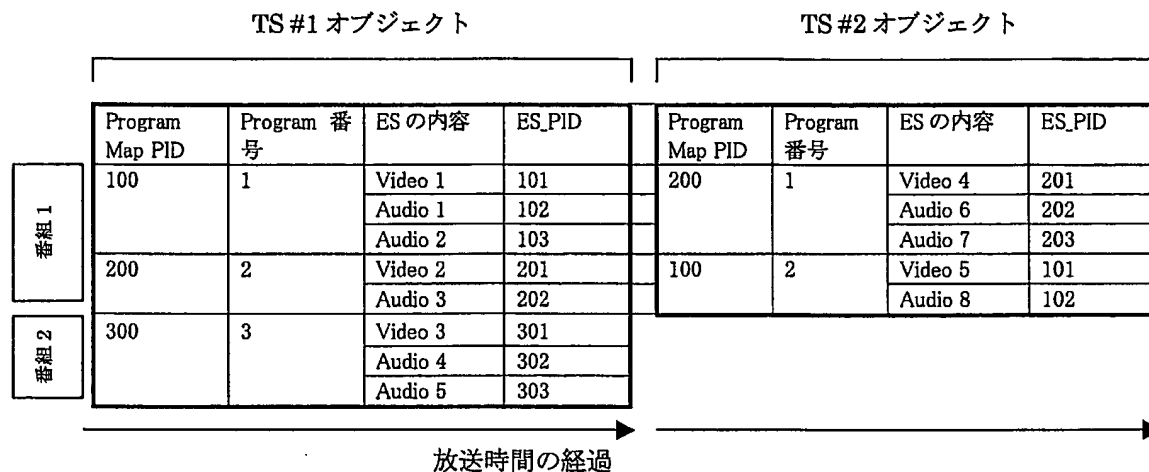 TS #1 オブジェクト
TS #2 オブジェクト
Program Map PID | Program 番号 | ES の内容 | ES_PID
100 | 1 | Video 1 | 101
Audio 1 | 102
Audio 2 | 103
200 | 2 | Video 2 | 201
Audio 3 | 202
300 | 3 | Video 3 | 301
Audio 4 | 302
Audio 5 | 303
Program Map PID | Program 番号 | ES の内容 | ES_PID
200 | 1 | Video 4 | 201
Audio 6 | 202
Audio 7 | 203
100 | 2 | Video 5 | 101
Audio 8 | 102
番組 1
番組 2
放送時間の経過